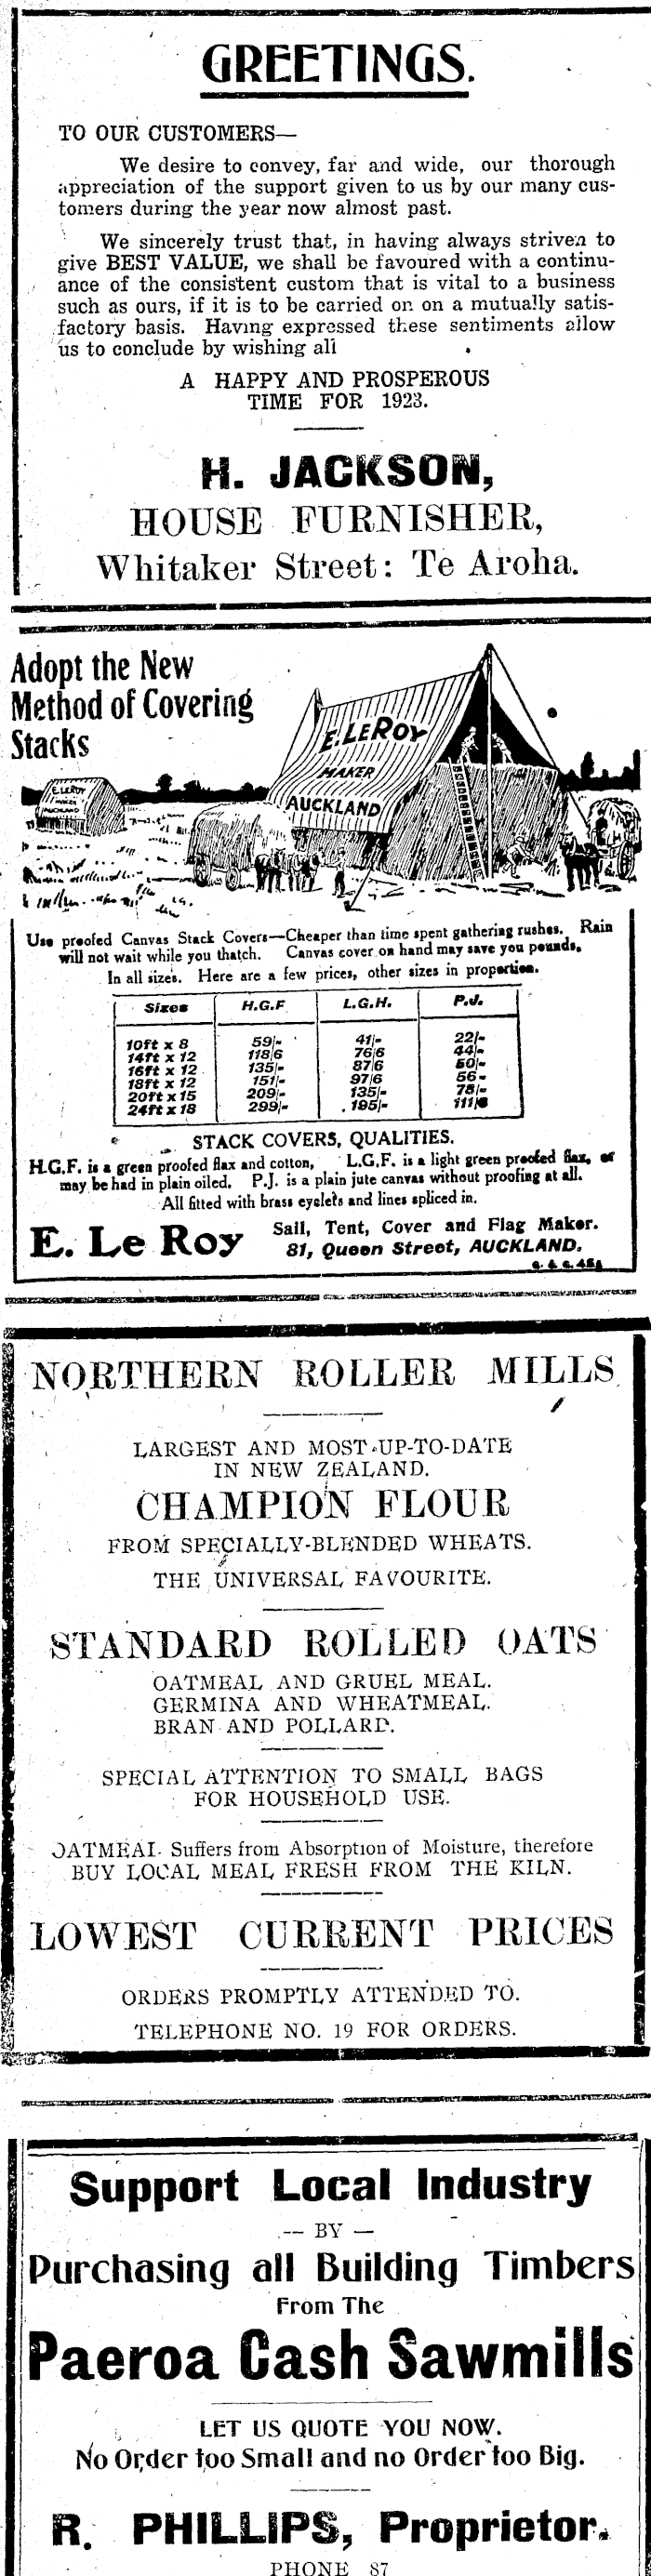 GREETINGS.
TO OUR CUSTOMERS—
We desire to convey, far and wide, our thorough
appreciation of the support given to us by our many cus-
tomers during the year now almost past.
We sincerely trust that, in having always striven to
give BEST VALUE, we shall be favoured with a continu-
ance of the consistent custom that is vital to a business
such as ours, if it is to be carried on on a mutually satis-
factory basis. Having expressed these sentiments allow
us to conclude by wishing all
A HAPPY AND PROSPEROUS
TIME FOR 1923.
H. JACKSON,
HOUSE FURNISHER,
Whitaker Street: Te Aroha.
Adopt the New
Method of Covering
Stacks
E. LEROY
MAKER
AUCKLAND
E. LEROY
MAKER
AUCKLAND
Use proofed Canvas Stack Covers—Cheaper than time spent gathering rushes. Rain
will not wait while you thatch. Canvas cover on hand may save you pounds.
In all sizes. Here are a few prices, other sizes in proportion.
Sizes H.G.F. L.G.H. P.J.
10ft x 8 59/- 41/- 22/-
14ft x 12 118/6 76/6 44/-
16ft x 12 135/- 87/6 50/-
18ft x 12 151/- 97/6 56-
20ft x 15 209/- 135/- 78/-
24ft x 18 299/- 195/- 111/6
STACK COVERS, QUALITIES.
H.G.F. is a green proofed flax and cotton, L.G.F. is a light green proofed flax, or
may be had in plain oiled. P.J. is a plain jute canvas without proofing at all.
All fitted with brass eyelets and lines spliced in.
E. Le Roy
Sail, Tent, Cover and Flag Maker.
81, Queen Street, AUCKLAND.
NORTHERN ROLLER MILLS
LARGEST AND MOST UP-TO-DATE
IN NEW ZEALAND.
CHAMPION FLOUR
FROM SPECIALLY-BLENDED WHEATS.
THE UNIVERSAL FAVOURITE.
STANDARD ROLLED OATS
OATMEAL AND GRUEL MEAL.
GERMINA AND WHEATMEAL.
BRAN AND POLLARD.
SPECIAL ATTENTION TO SMALL BAGS
FOR HOUSEHOLD USE.
OATMEAL Suffers from Absorption of Moisture, therefore
BUY LOCAL MEAL FRESH FROM THE KILN.
LOWEST CURRENT PRICES
ORDERS PROMPTLY ATTENDED TO.
TELEPHONE NO. 19 FOR ORDERS.
Support Local Industry
— BY —
Purchasing all Building Timbers
From The
Paeroa Cash Sawmills
LET US QUOTE YOU NOW.
No Order too Small and no Order too Big.
R. PHILLIPS, Proprietor.
PHONE 87